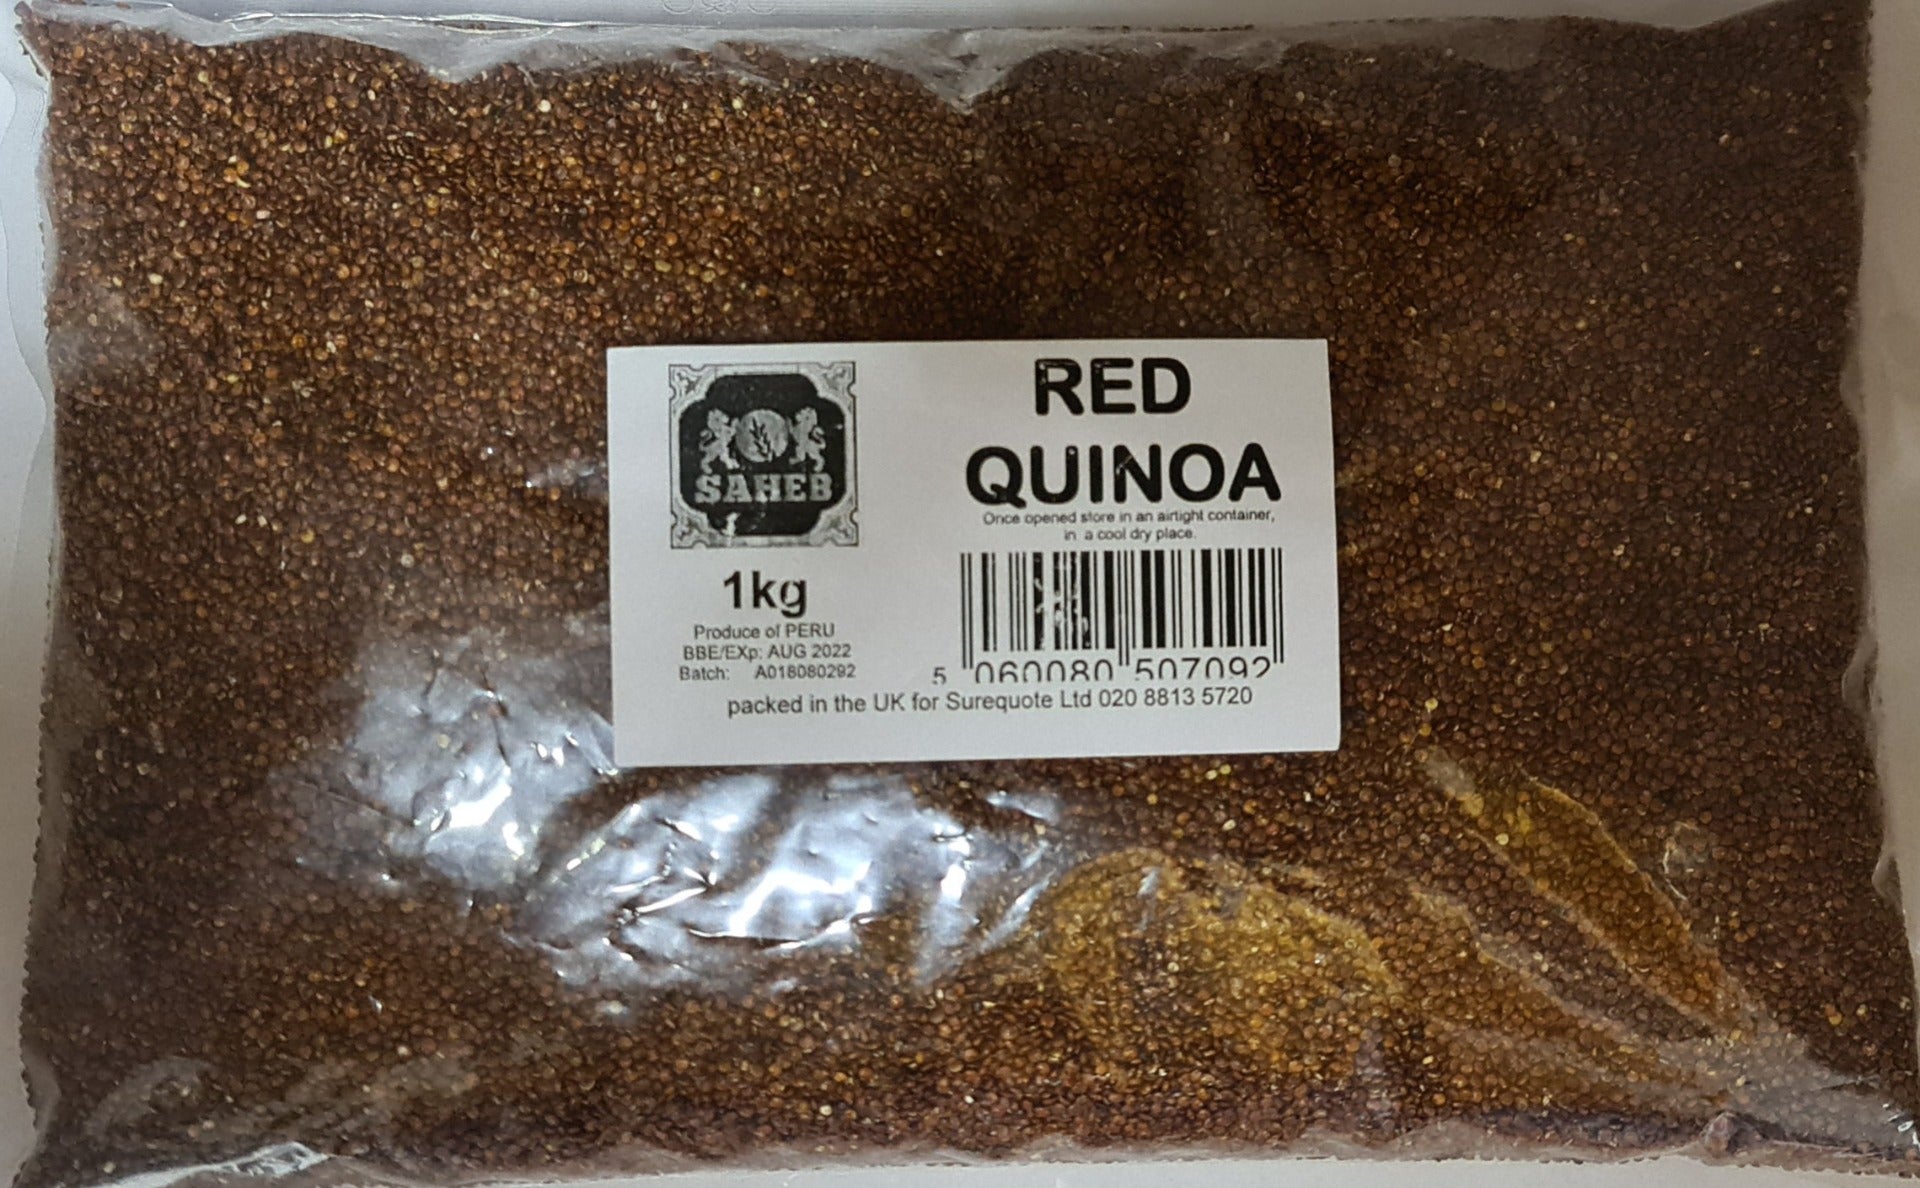 SAHEB
RED
QUINOA
Once opened store in an airtight container,
in a cool dry place.
1kg
Produce of PERU
BBE/EXp: AUG 2022
Batch: A018080292
5 060080 507092
packed in the UK for Surequote Ltd 020 8813 5720